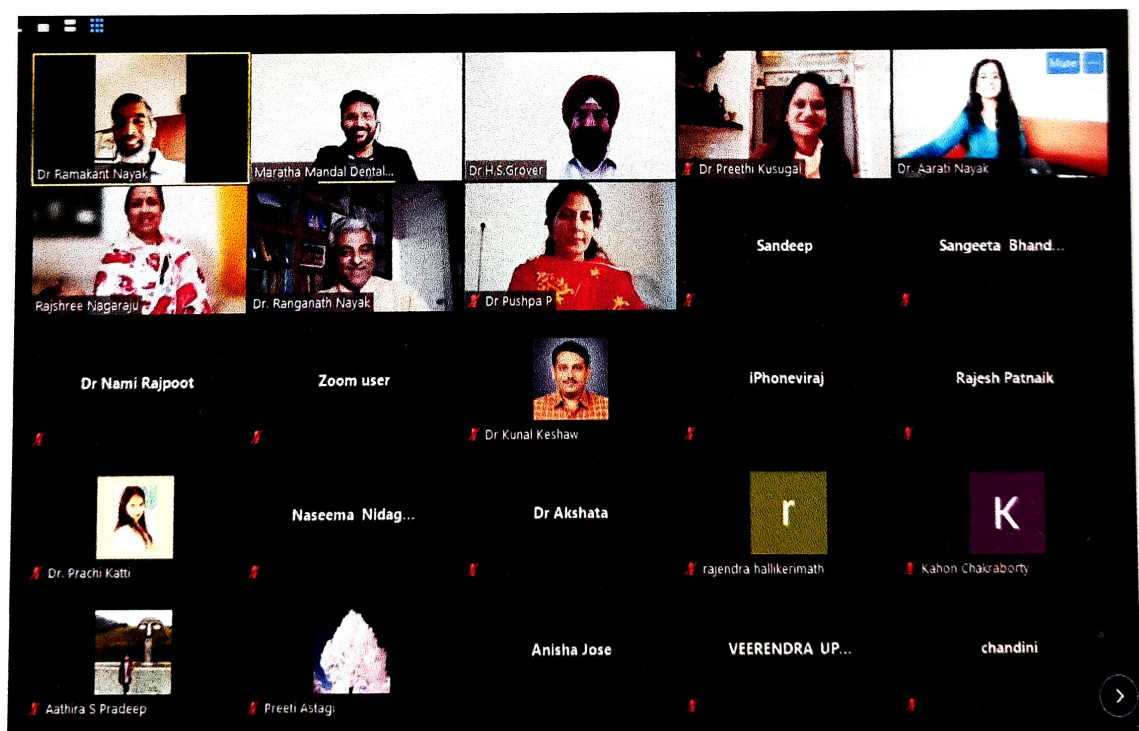 Mute
Dr Ramakant Nayak
Maratha Mandal Dental...
Dr.H.S.Grover
Dr Preethi Kusugal
Dr. Aarati Nayak
Rajshree Nagaraju
Dr. Ranganath Nayak
Dr Pushpa P
Sandeep
Sangeeta Bhand...
Dr Nami Rajpoot
Zoom user
Dr Kunal Keshaw
iPhoneviraj
Rajesh Patnaik
Dr. Prachi Katti
Naseema Nidag...
Dr Akshata
r
rajendra hallikerimath
K
Kahon Chakraborty
Aathira S Pradeep
Preeti Astagi
Anisha Jose
VEERENDRA UP...
chandini